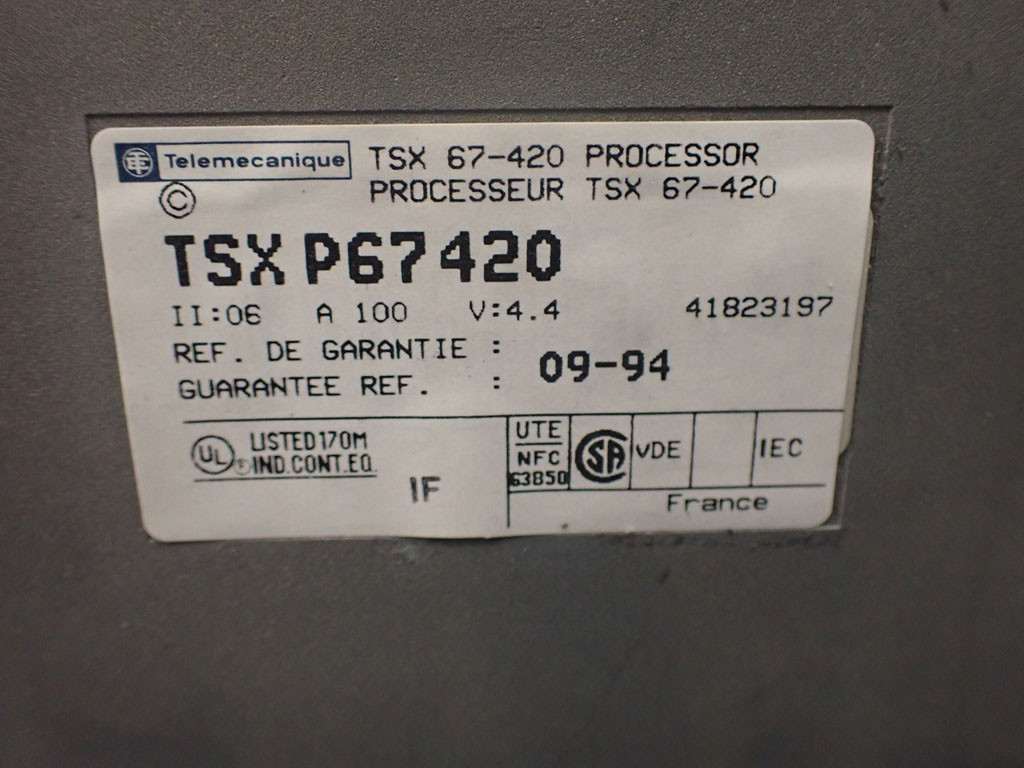 Telemecanique TSX 67-420 PROCESSOR
© PROCESSEUR TSX 67-420
TSX P67420
II:06 A 100 V:4.4 41823197
REF. DE GARANTIE :
GUARANTEE REF. : 09-94
UL ® LISTED 170M
IND.CONT.EQ.
IF
UTE
NFC
63850
SA
VDE
IEC
France